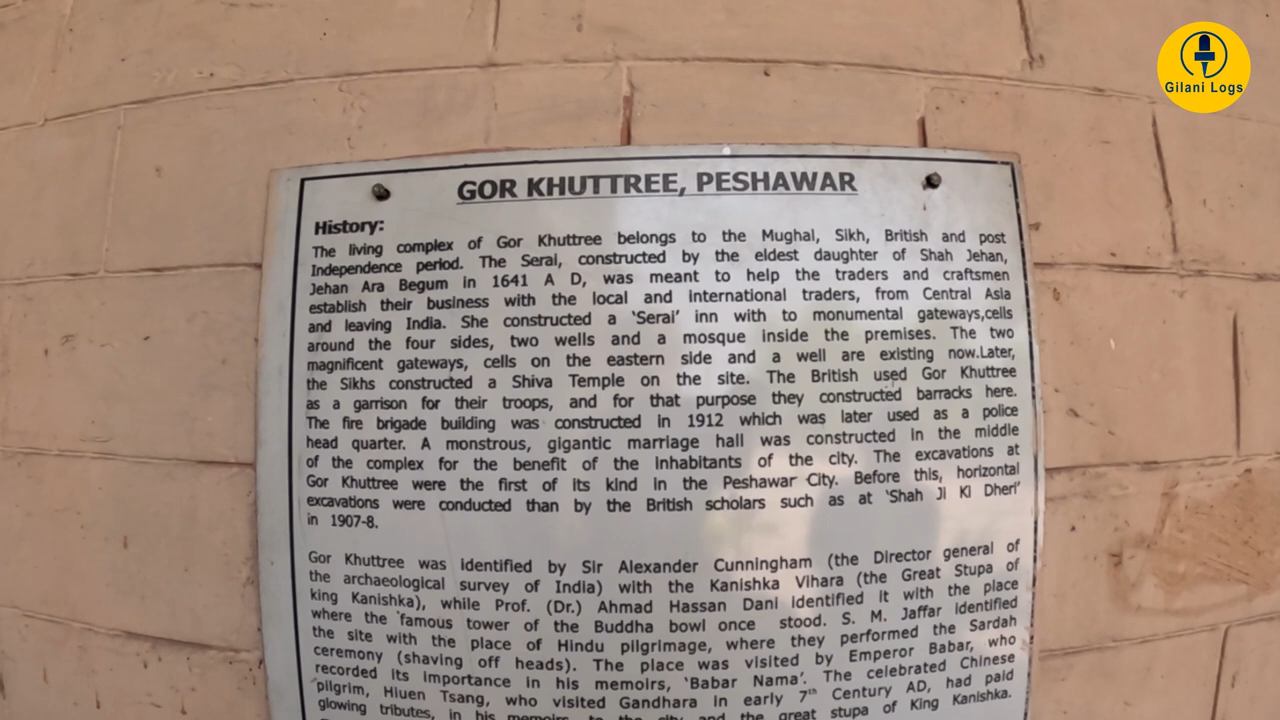 Gilani Logs
GOR KHUTTREE, PESHAWAR
History:
The living complex of Gor Khuttree belongs to the Mughal, Sikh, British and post
Independence period. The Serai, constructed by the eldest daughter of Shah Jehan,
Jehan Ara Begum in 1641 A D, was meant to help the traders and craftsmen
establish their business with the local and international traders, from Central Asia
and leaving India. She constructed a 'Serai' inn with to monumental gateways,cells
around the four sides, two wells and a mosque inside the premises. The two
magnificent gateways, cells on the eastern side and a well are existing now.Later,
the Sikhs constructed a Shiva Temple on the site. The British used Gor Khuttree
as a garrison for their troops, and for that purpose they constructed barracks here.
The fire brigade building was constructed in 1912 which was later used as a police
head quarter. A monstrous, gigantic marriage hall was constructed in the middle
of the complex for the benefit of the inhabitants of the city. The excavations at
Gor Khuttree were the first of its kind in the Peshawar City. Before this, horizontal
excavations were conducted than by the British scholars such as at 'Shah Ji Ki Dheri'
in 1907-8.
Gor Khuttree was identified by Sir Alexander Cunningham (the Director general of
the archaeological survey of India) with the Kanishka Vihara (the Great Stupa of
king Kanishka), while Prof. (Dr.) Ahmad Hassan Dani identified it with the place
where the famous tower of the Buddha bowl once stood. S. M. Jaffar identified
the site with the place of Hindu pilgrimage, where they performed the Sardah
ceremony (shaving off heads). The place was visited by Emperor Babar, who
recorded its importance in his memoirs, 'Babar Nama'. The celebrated Chinese
pilgrim, Hiuen Tsang, who visited Gandhara in early 7th Century AD, had paid
glowing tributes, in his memoirs, to the city and the great stupa of King Kanishka.